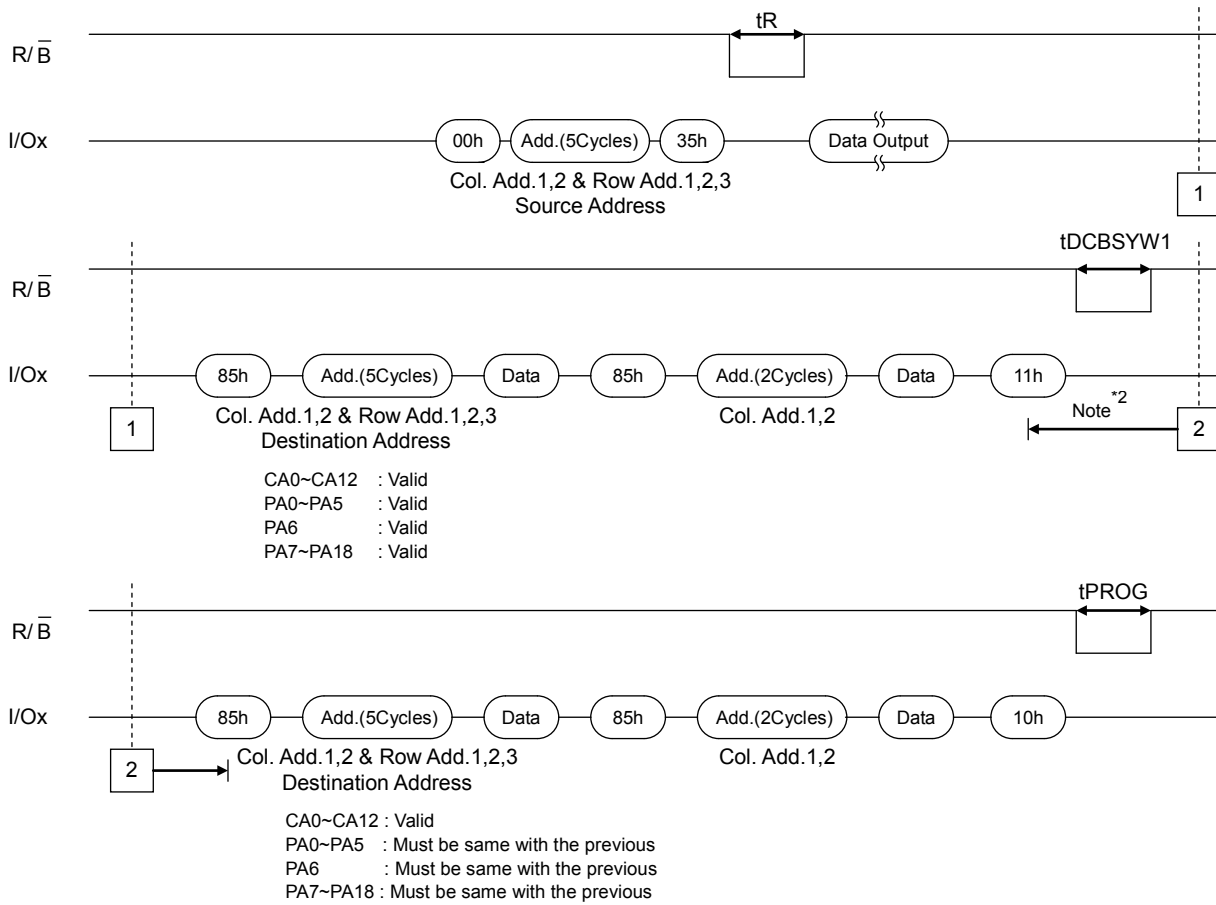 tR
R/ B̅
I/Ox 00h Add.(5Cycles) 35h Data Output
Col. Add.1,2 & Row Add.1,2,3
Source Address
1
tDCBSYW1
R/ B̅
I/Ox 85h Add.(5Cycles) Data 85h Add.(2Cycles) Data 11h
1 Col. Add.1,2 & Row Add.1,2,3 Col. Add.1,2 Note*2 2
Destination Address
CA0~CA12 : Valid
PA0~PA5 : Valid
PA6 : Valid
PA7~PA18 : Valid
tPROG
R/ B̅
I/Ox 85h Add.(5Cycles) Data 85h Add.(2Cycles) Data 10h
2 Col. Add.1,2 & Row Add.1,2,3 Col. Add.1,2
Destination Address
CA0~CA12 : Valid
PA0~PA5 : Must be same with the previous
PA6 : Must be same with the previous
PA7~PA18 : Must be same with the previous